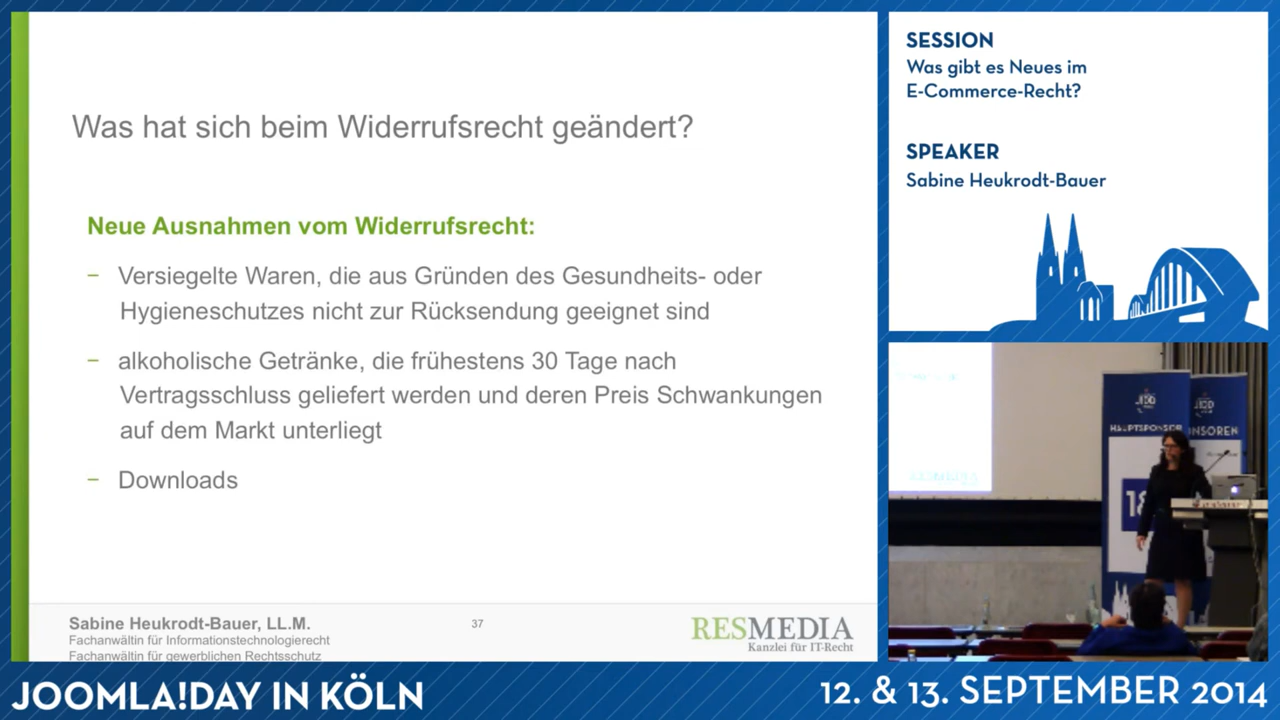 Was hat sich beim Widerrufsrecht geändert?
Neue Ausnahmen vom Widerrufsrecht:
– Versiegelte Waren, die aus Gründen des Gesundheits- oder
Hygieneschutzes nicht zur Rücksendung geeignet sind
– alkoholische Getränke, die frühestens 30 Tage nach
Vertragsschluss geliefert werden und deren Preis Schwankungen
auf dem Markt unterliegt
– Downloads
Sabine Heukrodt-Bauer, LL.M.
Fachanwältin für Informationstechnologierecht
Fachanwältin für gewerblichen Rechtsschutz
37
RESMEDIA
Kanzlei für IT-Recht
SESSION
Was gibt es Neues im
E-Commerce-Recht?
SPEAKER
Sabine Heukrodt-Bauer
HAUPTSPONSOR
NSOREN
18
JOOMLA!DAY IN KÖLN
12. & 13. SEPTEMBER 2014